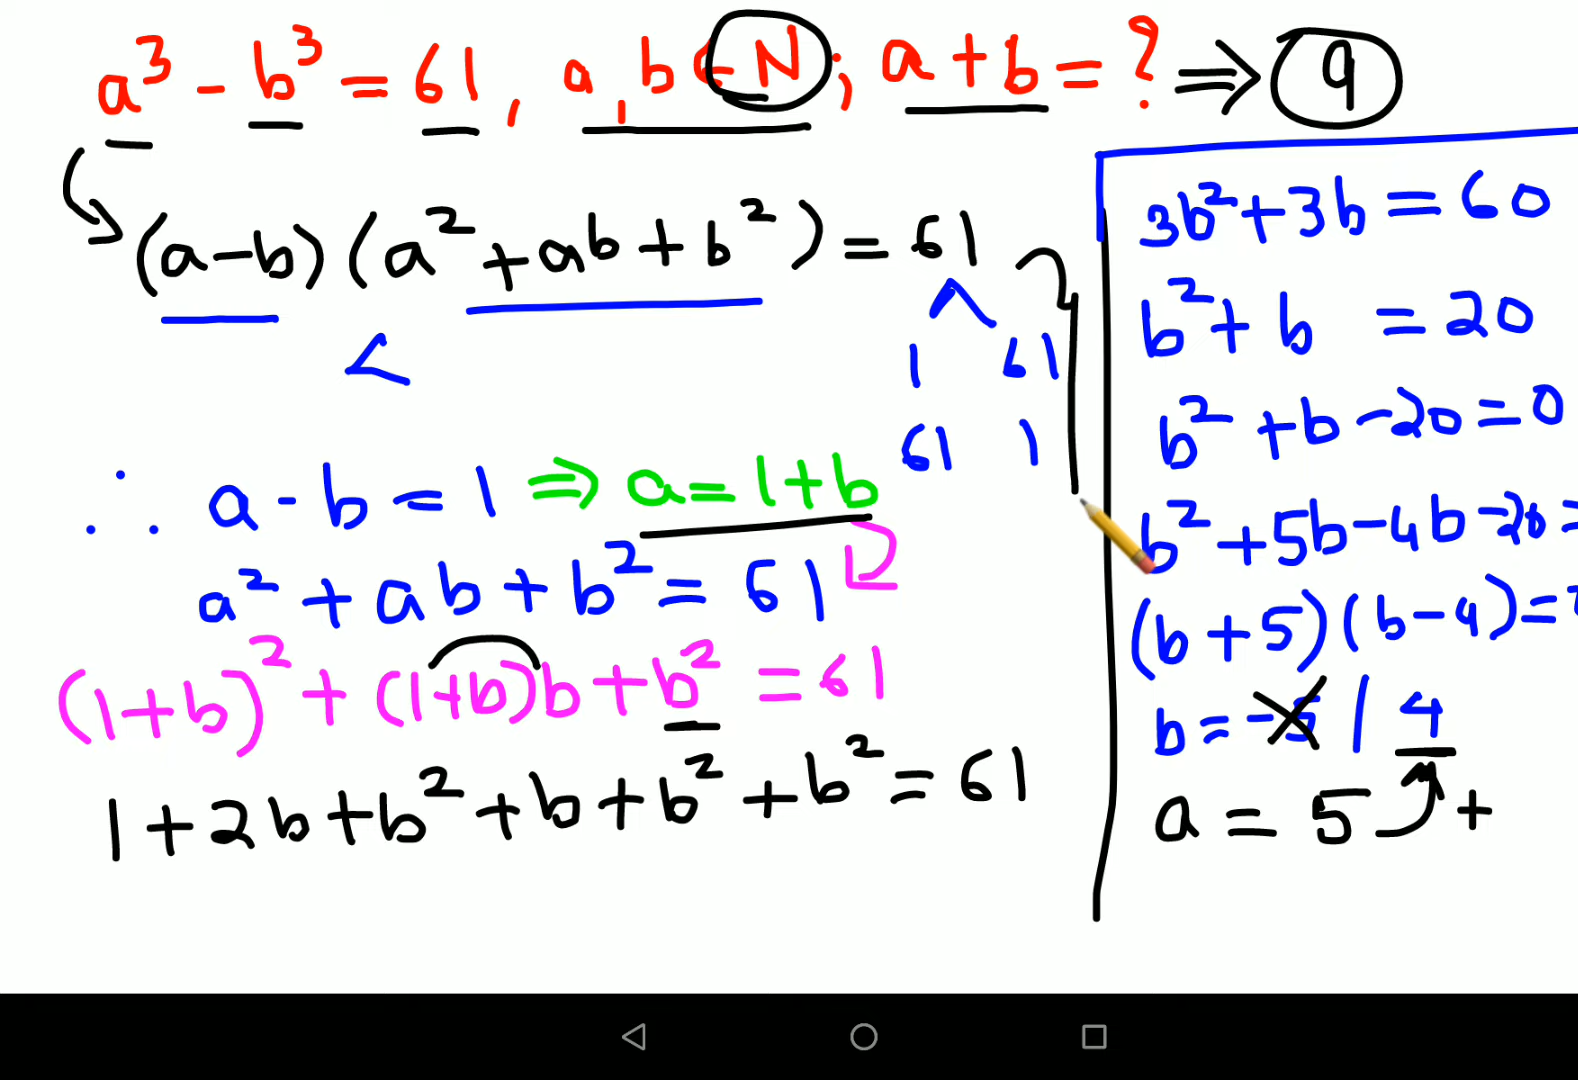 a³ - b³ = 61, a, b ∈ N; a + b = ? ⇒ 9
(a-b) (a² + ab + b²) = 61
<
1 61
61 1
∴ a - b = 1 ⇒ a = 1 + b
a² + ab + b² = 61
(1+b)² + (1+b)b + b² = 61
1 + 2b + b² + b + b² + b² = 61
3b² + 3b = 60
b² + b = 20
b² + b - 20 = 0
b² + 5b - 4b - 20 =
(b + 5) (b - 4) =
b = -5 | 4
a = 5 +